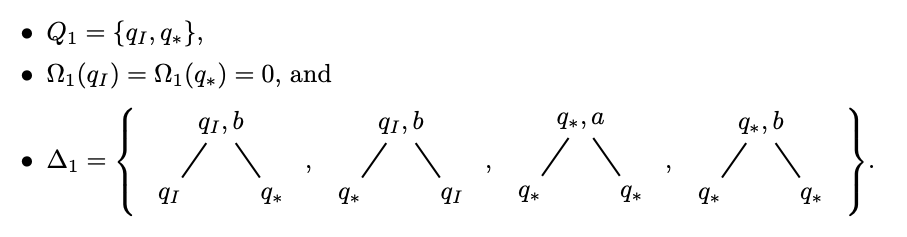 • Q₁ = {q_I, q_*},
• Ω₁(q_I) = Ω₁(q_*) = 0, and
• Δ₁ = { q_I, b q_I q_* , q_I, b q_* q_I , q_*, a q_* q_* , q_*, b q_* q_* }.